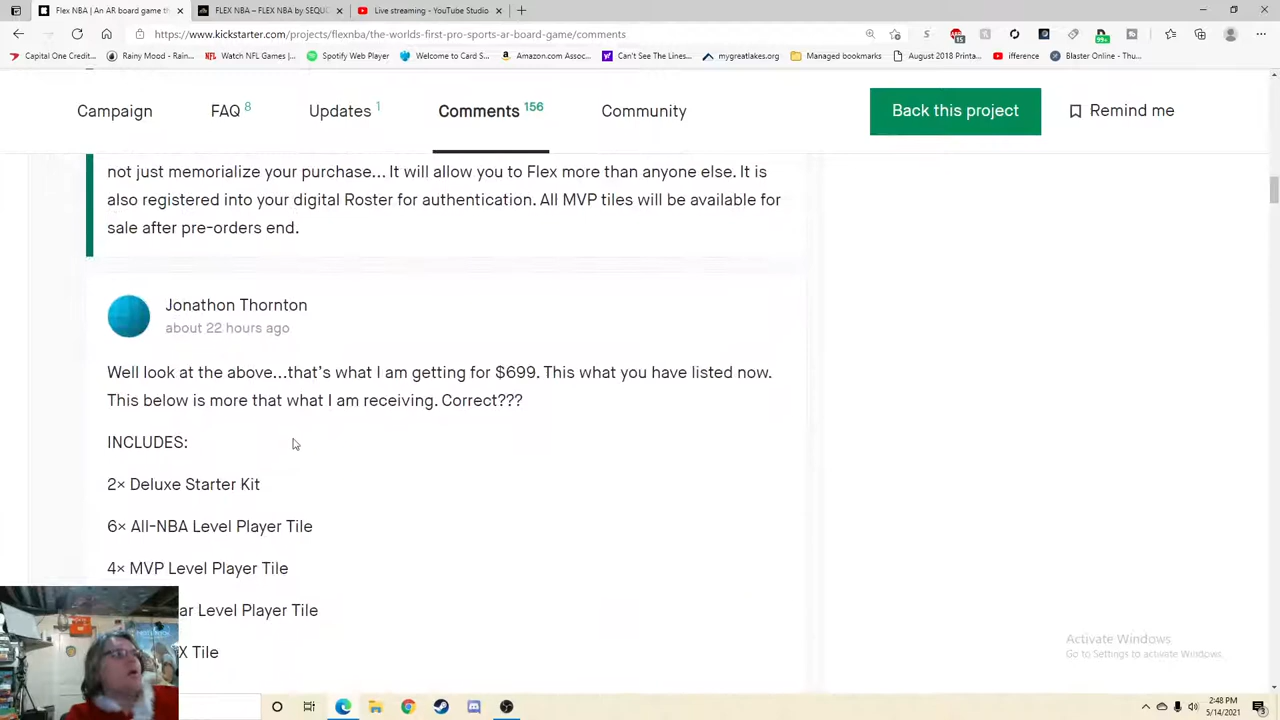 Flex NBA | An AR board game th
FLEX NBA – FLEX NBA by SEQU
Live streaming - YouTube Studio
https://www.kickstarter.com/projects/flexnba/the-worlds-first-pro-sports-ar-board-game/comments
Capital One Credit...
Rainy Mood - Rain...
Watch NFL Games |...
Spotify Web Player
Welcome to Card S...
Amazon.com Assoc...
Can't See The Lines...
mygreatlakes.org
Managed bookmarks
August 2018 Printa...
ifference
Blaster Online - Thu...
Campaign
FAQ 8
Updates 1
Comments 156
Community
Back this project
Remind me
not just memorialize your purchase... It will allow you to Flex more than anyone else. It is
also registered into your digital Roster for authentication. All MVP tiles will be available for
sale after pre-orders end.
Jonathon Thornton
about 22 hours ago
Well look at the above...that's what I am getting for $699. This what you have listed now.
This below is more that what I am receiving. Correct???
INCLUDES:
2× Deluxe Starter Kit
6× All-NBA Level Player Tile
4× MVP Level Player Tile
ar Level Player Tile
X Tile
Activate Windows
Go to Settings to activate Windows.
2:48 PM
5/14/2021